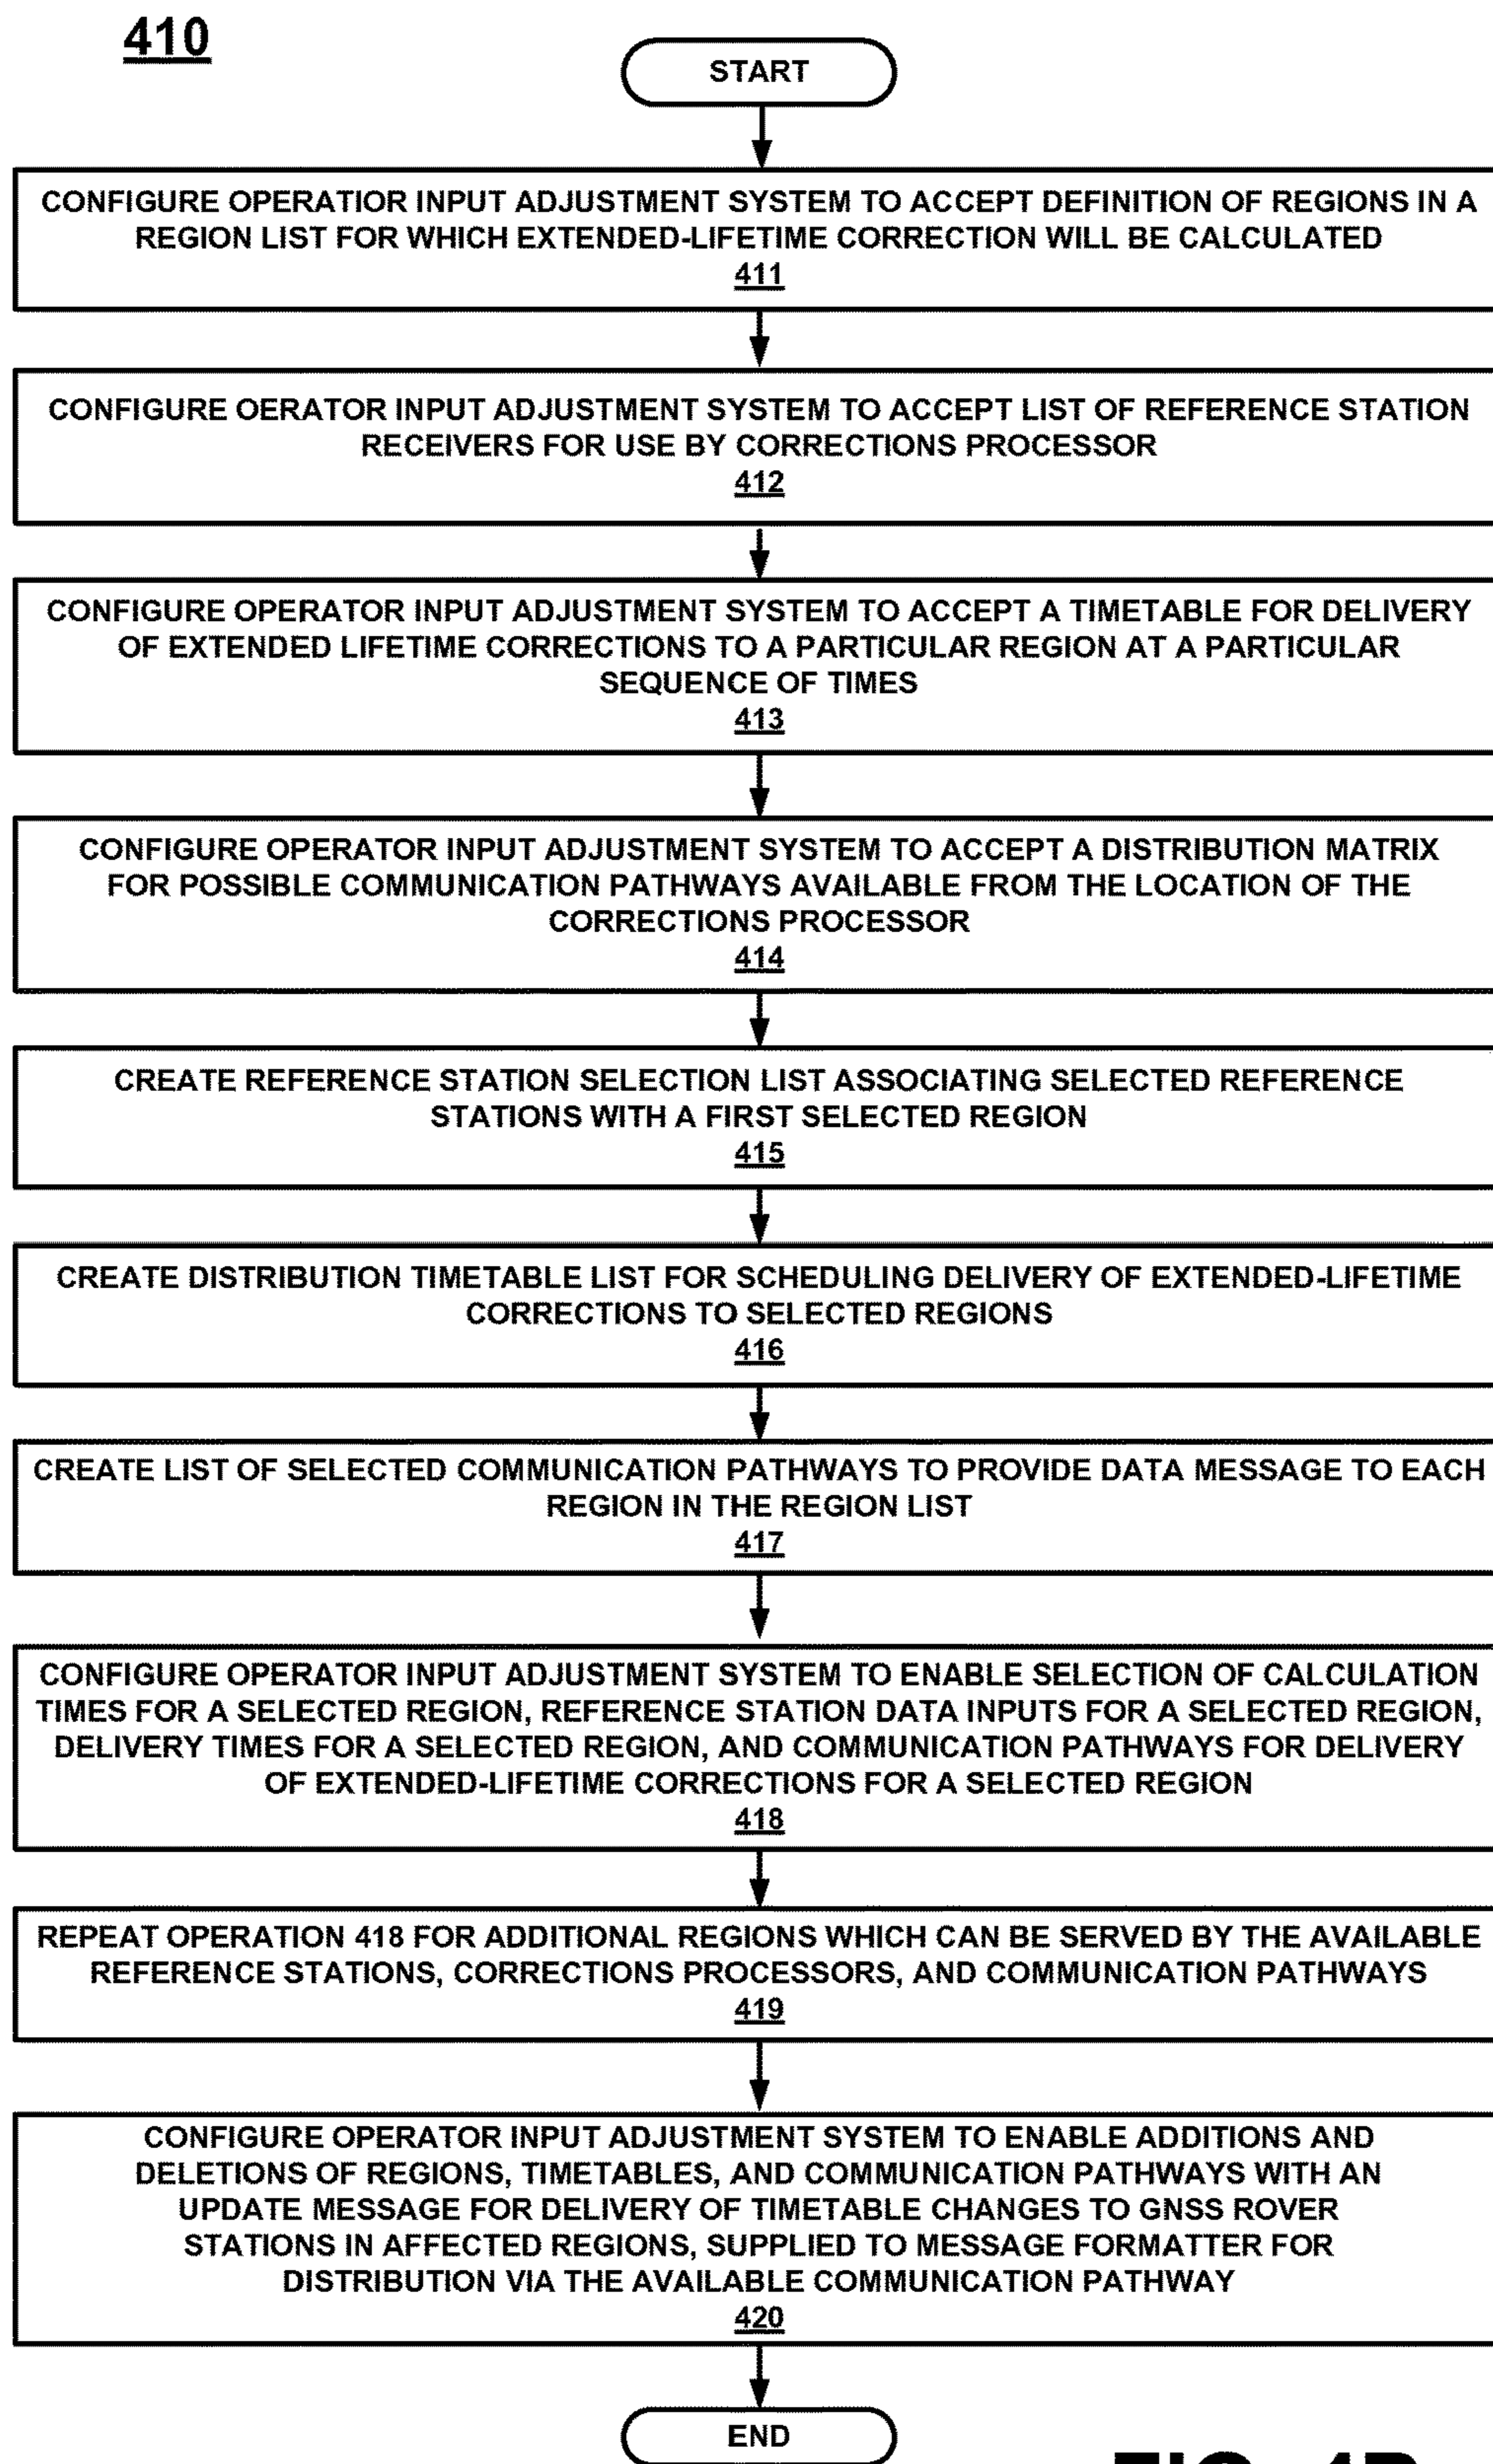 410
START
CONFIGURE OPERATIOR INPUT ADJUSTMENT SYSTEM TO ACCEPT DEFINITION OF REGIONS IN A
REGION LIST FOR WHICH EXTENDED-LIFETIME CORRECTION WILL BE CALCULATED
411
CONFIGURE OERATOR INPUT ADJUSTMENT SYSTEM TO ACCEPT LIST OF REFERENCE STATION
RECEIVERS FOR USE BY CORRECTIONS PROCESSOR
412
CONFIGURE OPERATOR INPUT ADJUSTMENT SYSTEM TO ACCEPT A TIMETABLE FOR DELIVERY
OF EXTENDED LIFETIME CORRECTIONS TO A PARTICULAR REGION AT A PARTICULAR
SEQUENCE OF TIMES
413
CONFIGURE OPERATOR INPUT ADJUSTMENT SYSTEM TO ACCEPT A DISTRIBUTION MATRIX
FOR POSSIBLE COMMUNICATION PATHWAYS AVAILABLE FROM THE LOCATION OF THE
CORRECTIONS PROCESSOR
414
CREATE REFERENCE STATION SELECTION LIST ASSOCIATING SELECTED REFERENCE
STATIONS WITH A FIRST SELECTED REGION
415
CREATE DISTRIBUTION TIMETABLE LIST FOR SCHEDULING DELIVERY OF EXTENDED-LIFETIME
CORRECTIONS TO SELECTED REGIONS
416
CREATE LIST OF SELECTED COMMUNICATION PATHWAYS TO PROVIDE DATA MESSAGE TO EACH
REGION IN THE REGION LIST
417
CONFIGURE OPERATOR INPUT ADJUSTMENT SYSTEM TO ENABLE SELECTION OF CALCULATION
TIMES FOR A SELECTED REGION, REFERENCE STATION DATA INPUTS FOR A SELECTED REGION,
DELIVERY TIMES FOR A SELECTED REGION, AND COMMUNICATION PATHWAYS FOR DELIVERY
OF EXTENDED-LIFETIME CORRECTIONS FOR A SELECTED REGION
418
REPEAT OPERATION 418 FOR ADDITIONAL REGIONS WHICH CAN BE SERVED BY THE AVAILABLE
REFERENCE STATIONS, CORRECTIONS PROCESSORS, AND COMMUNICATION PATHWAYS
419
CONFIGURE OPERATOR INPUT ADJUSTMENT SYSTEM TO ENABLE ADDITIONS AND
DELETIONS OF REGIONS, TIMETABLES, AND COMMUNICATION PATHWAYS WITH AN
UPDATE MESSAGE FOR DELIVERY OF TIMETABLE CHANGES TO GNSS ROVER
STATIONS IN AFFECTED REGIONS, SUPPLIED TO MESSAGE FORMATTER FOR
DISTRIBUTION VIA THE AVAILABLE COMMUNICATION PATHWAY
420
END